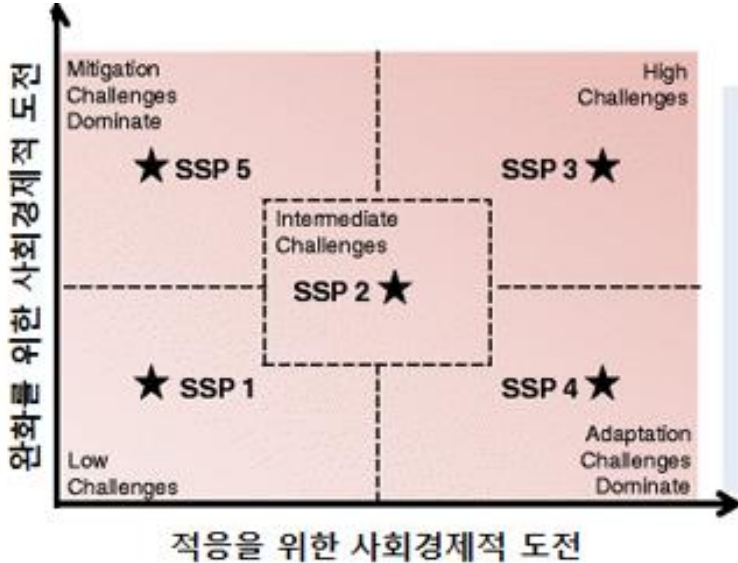 완화를 위한 사회경제적 도전
Mitigation
Challenges
Dominate
High
Challenges
SSP 5
SSP 3
Intermediate
Challenges
SSP 2
SSP 1
SSP 4
Low
Challenges
Adaptation
Challenges
Dominate
적응을 위한 사회경제적 도전